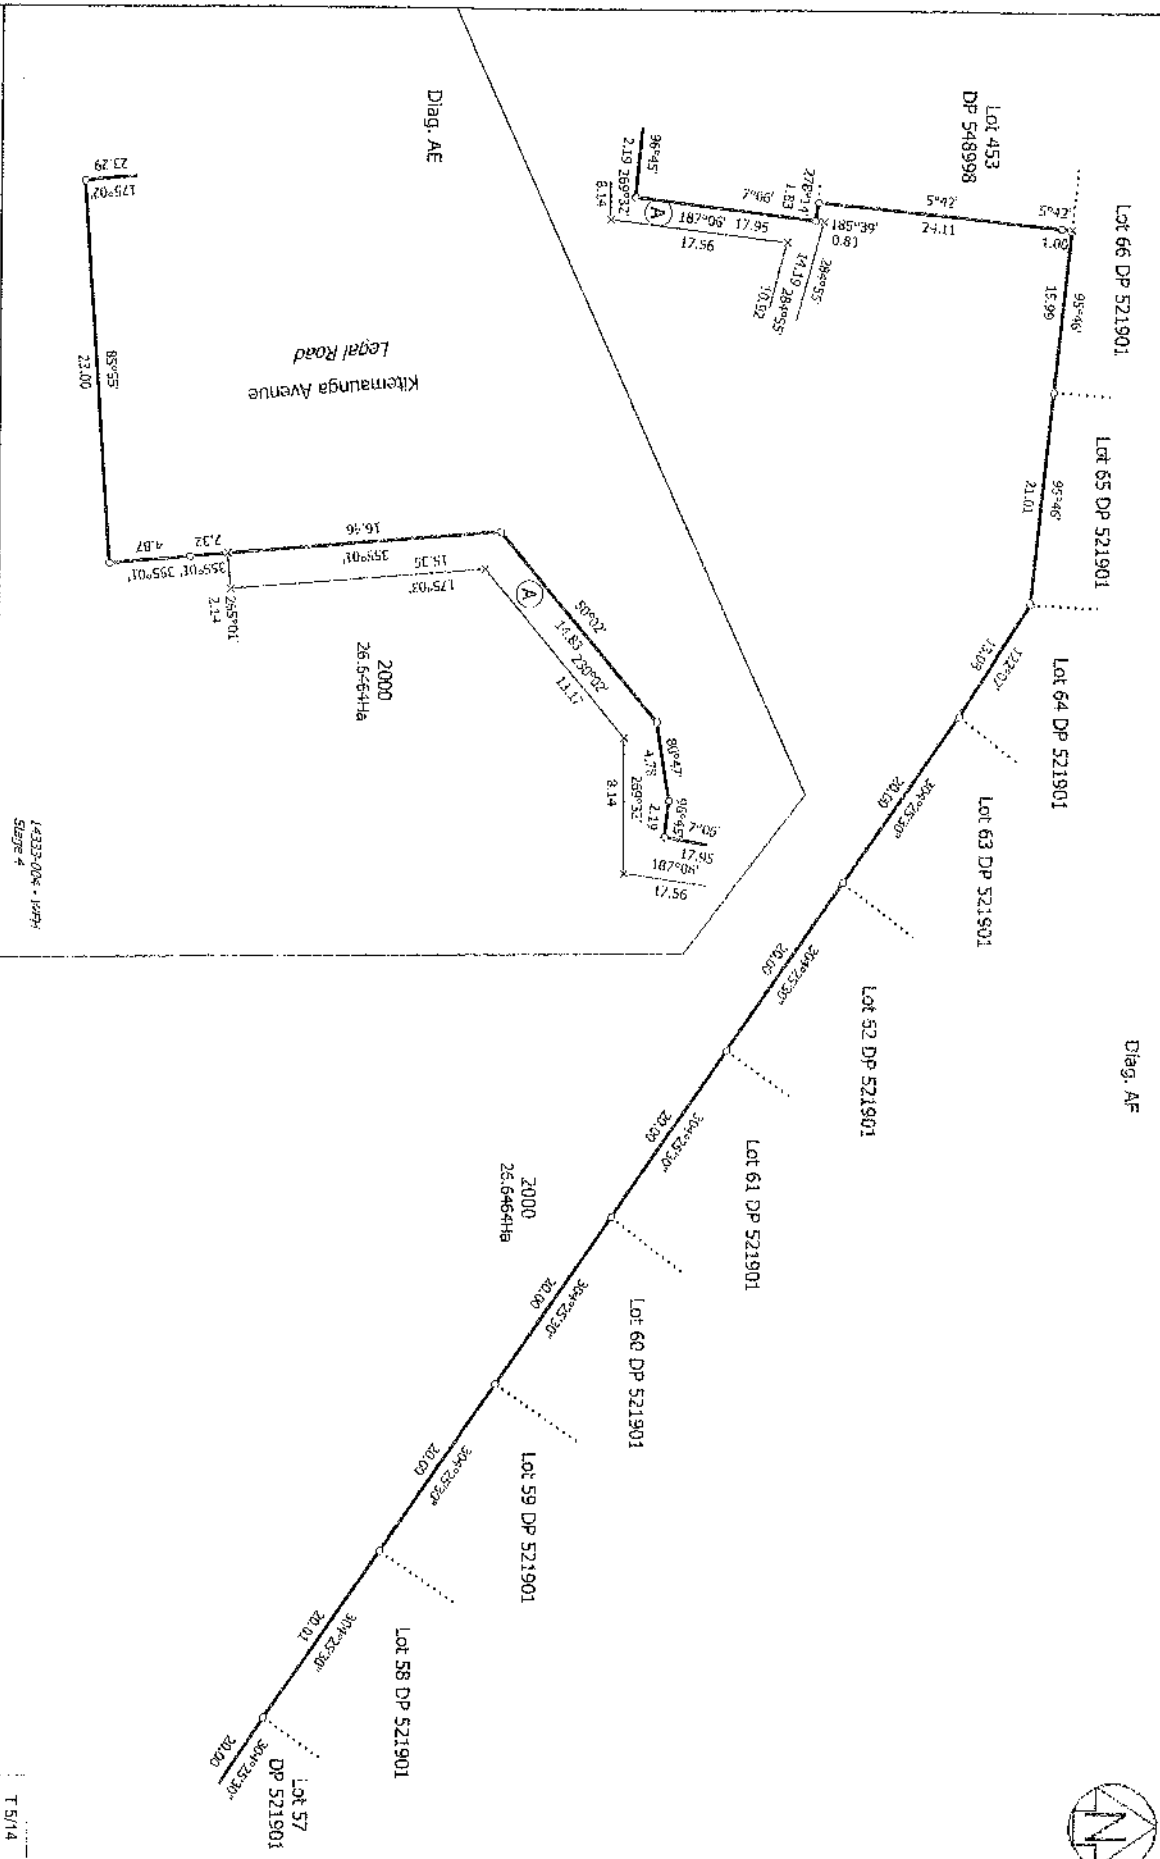 Lot 66 DP 521901
Lot 65 DP 521901
Lot 64 DP 521901
Lot 63 DP 521901
Lot 62 DP 521901
Lot 61 DP 521901
Lot 60 DP 521901
Lot 59 DP 521901
Lot 58 DP 521901
Lot 57
DP 521901
Diag. AF
N
Lot 453
DP 548998
5°42'
1.00
5°42'
24.11
95°46'
15.99
95°46'
21.01
122°07'
13.09
304°25'30"
20.00
304°25'30"
20.00
304°25'30"
20.00
304°25'30"
20.00
304°25'30"
20.00
304°25'30"
20.01
304°25'30"
20.00
278°14'
1.83
185°39'
0.81
284°55'
14.19
284°55'
10.92
7°06'
17.95
187°06'
17.56
96°45'
2.19
269°32'
8.14
A
2000
26.6464Ha
Diag. AE
Kitemaunga Avenue
Legal Road
23.29
175°02'
85°55'
23.00
4.87
355°01'
7.32
355°01'
16.46
355°01'
15.35
175°03'
265°01'
2.14
A
50°02'
14.83
230°02'
13.17
80°47'
4.78
96°45'
2.19
7°06'
17.95
187°06'
17.56
269°32'
8.14
2000
26.6464Ha
14333-004 - WFH
Stage 4
T 5/14